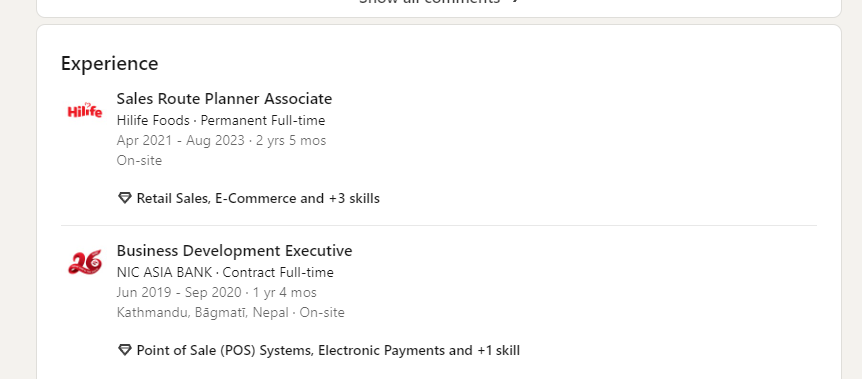 Show all comments
Experience
Hilife
Sales Route Planner Associate
Hilife Foods · Permanent Full-time
Apr 2021 - Aug 2023 · 2 yrs 5 mos
On-site
Retail Sales, E-Commerce and +3 skills
26
Business Development Executive
NIC ASIA BANK · Contract Full-time
Jun 2019 - Sep 2020 · 1 yr 4 mos
Kathmandu, Bāgmatī, Nepal · On-site
Point of Sale (POS) Systems, Electronic Payments and +1 skill